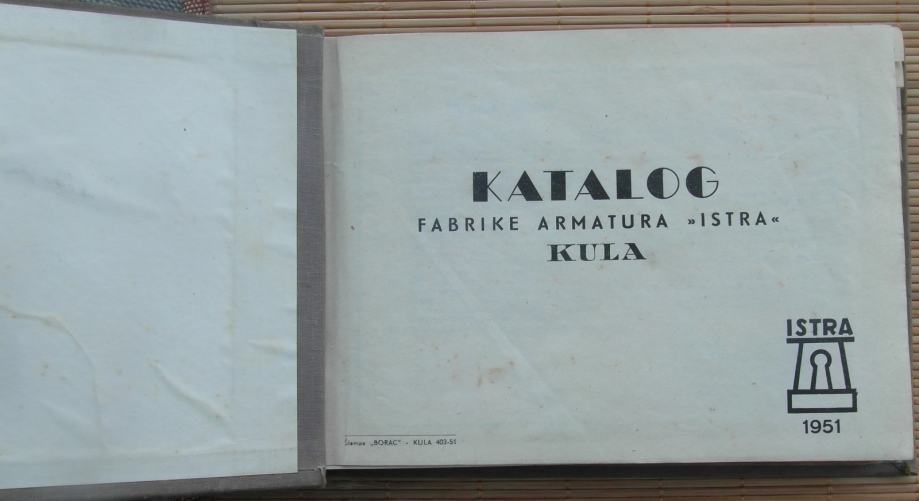 KATALOG
FABRIKE ARMATURA »ISTRA«
KULA
ISTRA
1951
Štampa „BORAC" - KULA 403-51